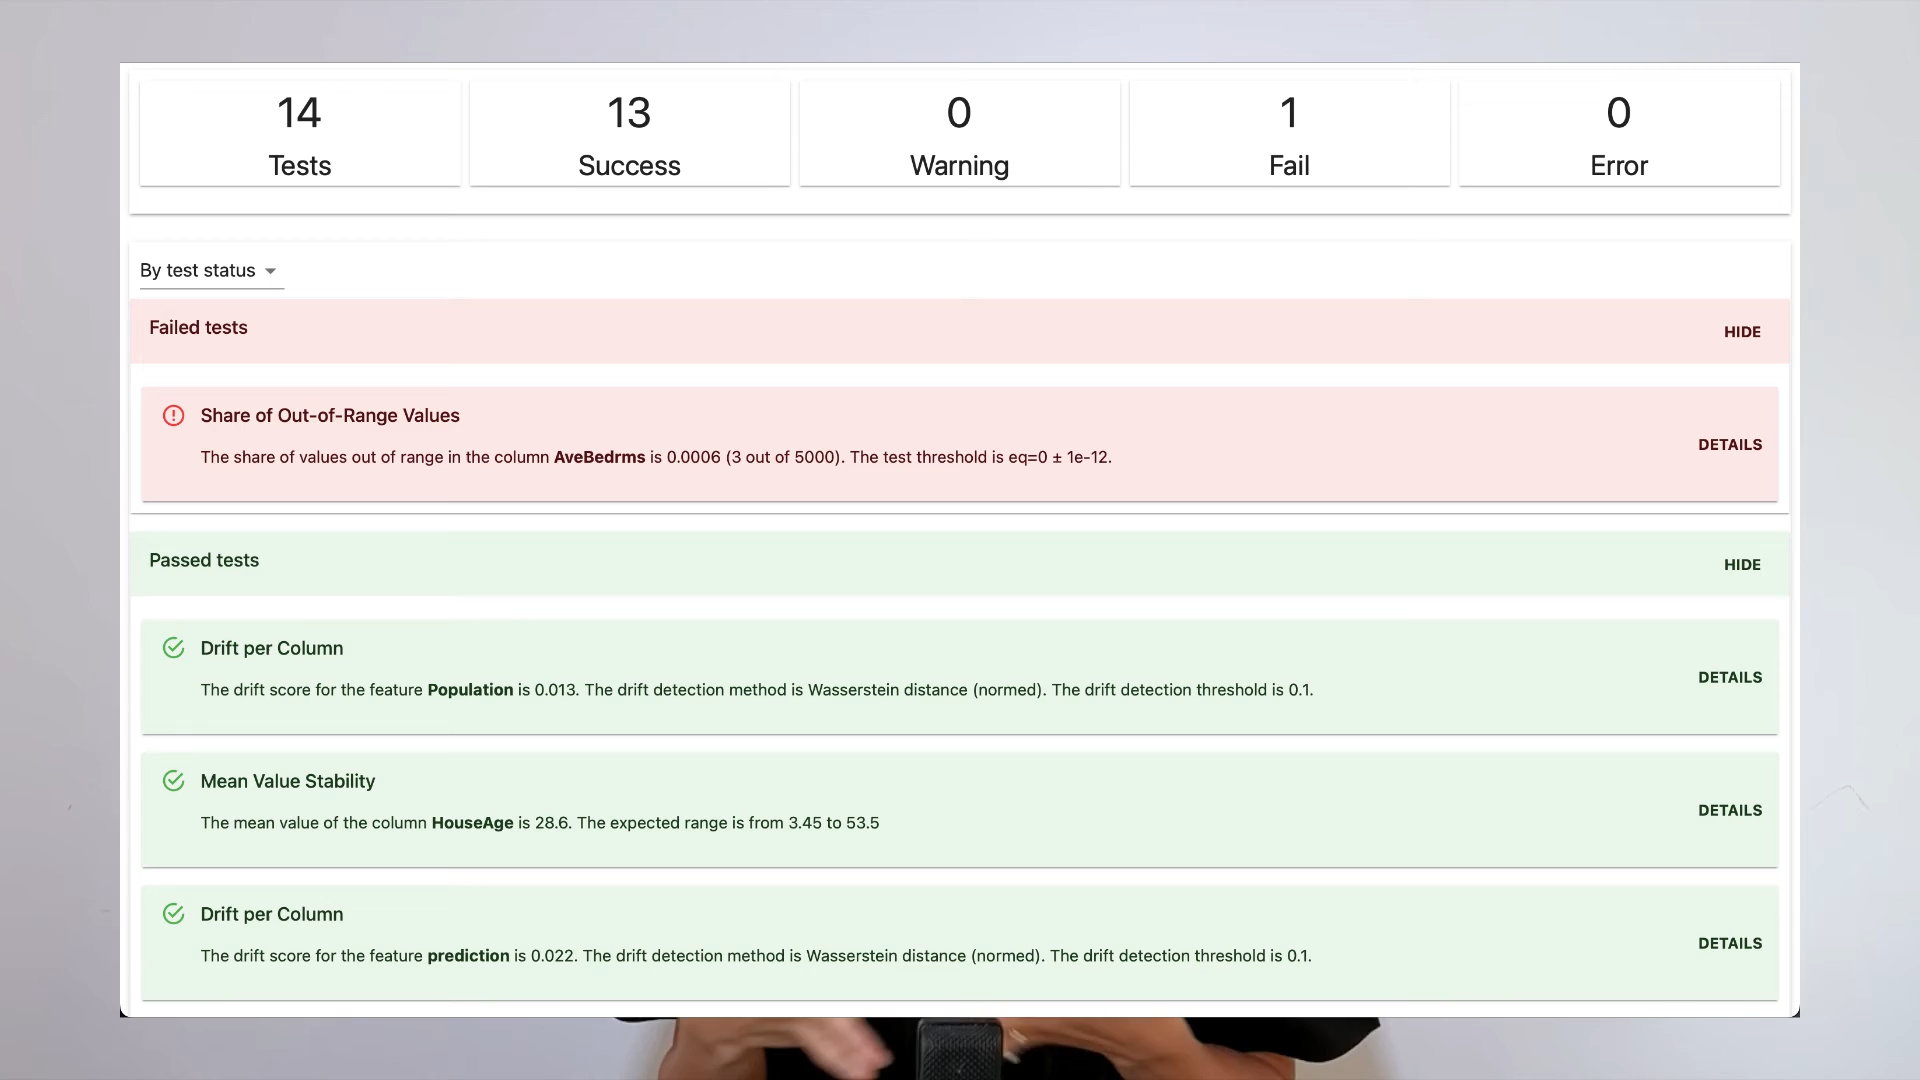 14
Tests
13
Success
0
Warning
1
Fail
0
Error
By test status
Failed tests
HIDE
Share of Out-of-Range Values
The share of values out of range in the column AveBedrms is 0.0006 (3 out of 5000). The test threshold is eq=0 ± 1e-12.
DETAILS
Passed tests
HIDE
Drift per Column
The drift score for the feature Population is 0.013. The drift detection method is Wasserstein distance (normed). The drift detection threshold is 0.1.
DETAILS
Mean Value Stability
The mean value of the column HouseAge is 28.6. The expected range is from 3.45 to 53.5
DETAILS
Drift per Column
The drift score for the feature prediction is 0.022. The drift detection method is Wasserstein distance (normed). The drift detection threshold is 0.1.
DETAILS